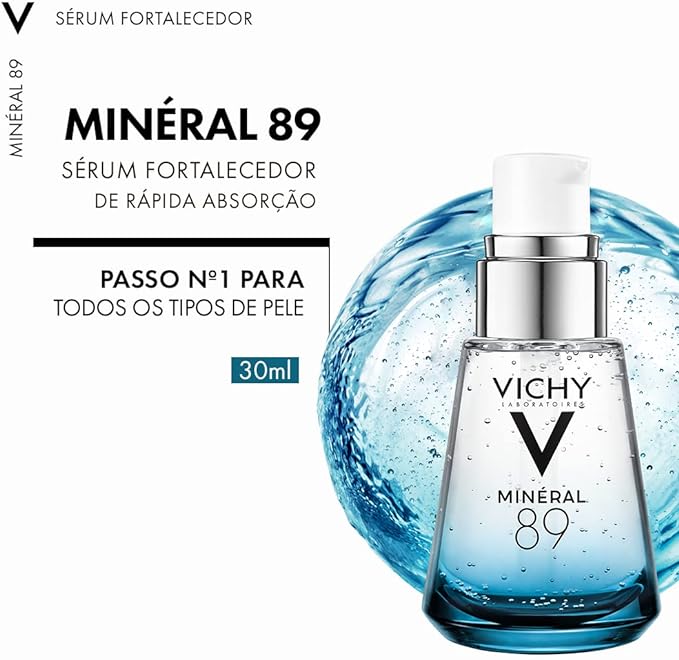 V SÉRUM FORTALECEDOR
MINÉRAL 89
MINÉRAL 89
SÉRUM FORTALECEDOR
DE RÁPIDA ABSORÇÃO
PASSO Nº1 PARA
TODOS OS TIPOS DE PELE
30ml
VICHY
LABORATOIRES
V
MINÉRAL
89